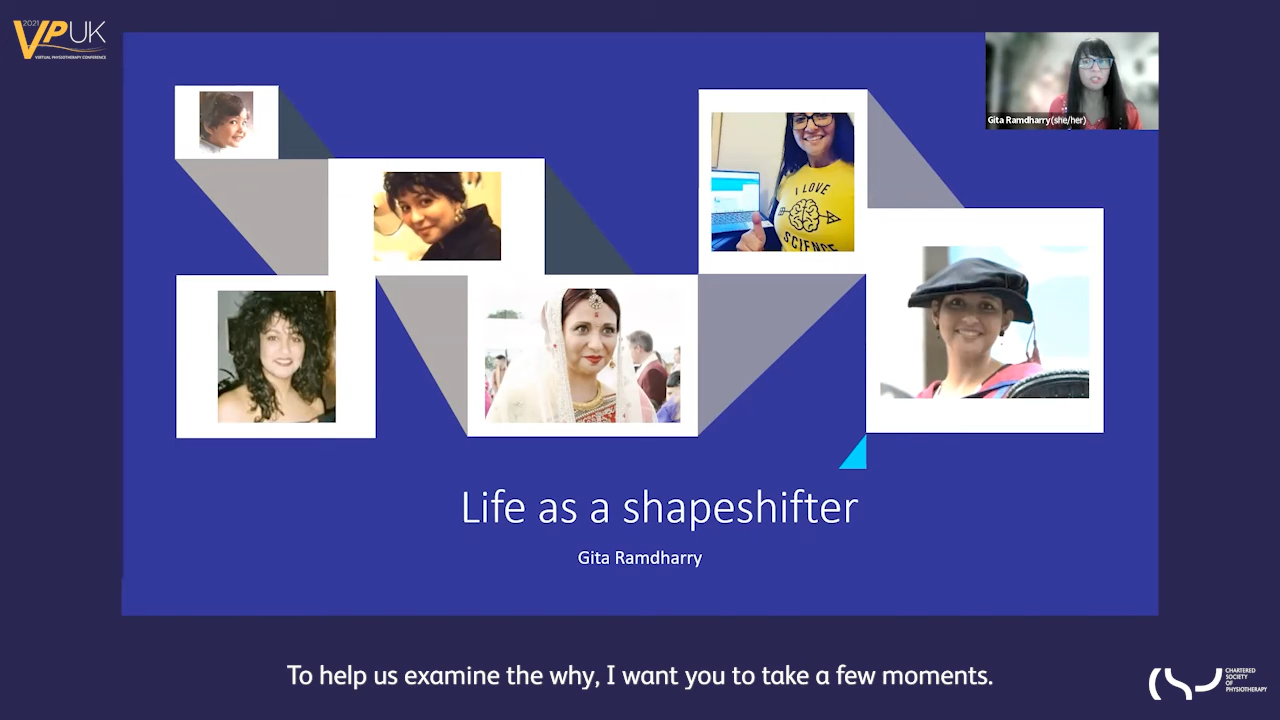 2021
VPUK
VIRTUAL PHYSIOTHERAPY CONFERENCE
Gita Ramdharry(she/her)
I LOVE
SCIENCE
Life as a shapeshifter
Gita Ramdharry
To help us examine the why, I want you to take a few moments.
CHARTERED
SOCIETY
OF
PHYSIOTHERAPY